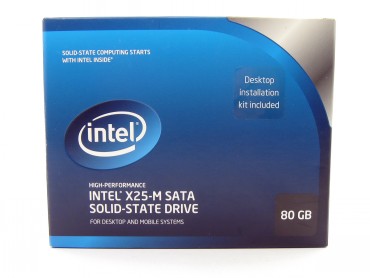 SOLID-STATE COMPUTING STARTS
WITH INTEL INSIDE®
Desktop
installation
kit included
intel
HIGH-PERFORMANCE
INTEL® X25-M SATA
SOLID-STATE DRIVE
80 GB
FOR DESKTOP AND MOBILE SYSTEMS